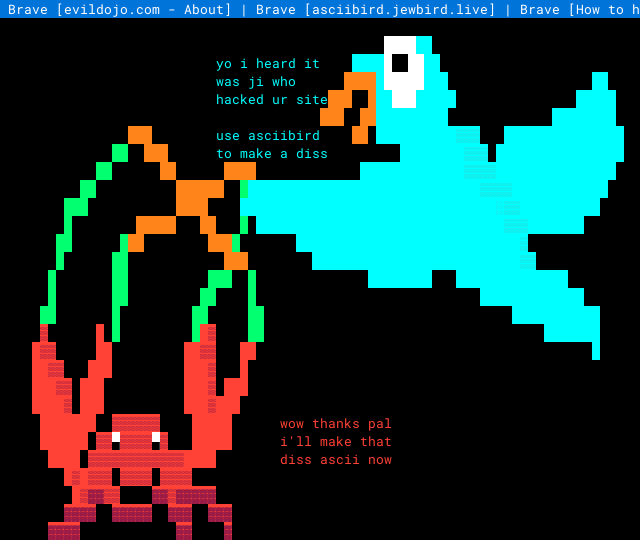 Brave [evildojo.com - About] | Brave [asciibird.jewbird.live] | Brave [How to h
yo i heard it
was ji who
hacked ur site
use asciibird
to make a diss
wow thanks pal
i'll make that
diss ascii now